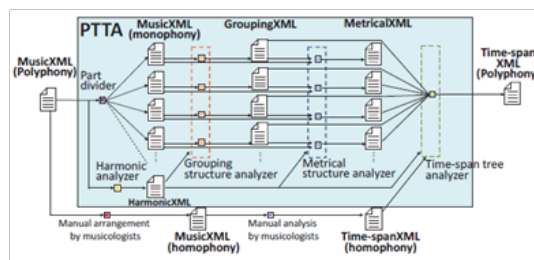 PTTA
MusicXML
(monophony)
GroupingXML
MetricalXML
MusicXML
(Polyphony)
Part
divider
Time-span
XML
(Polyphony)
Harmonic
analyzer
HarmonicXML
Grouping
structure analyzer
Metrical
structure analyzer
Time-span tree
analyzer
Manual arrangement
by musicologists
MusicXML
(homophony)
Manual analysis
by musicologists
Time-spanXML
(homophony)